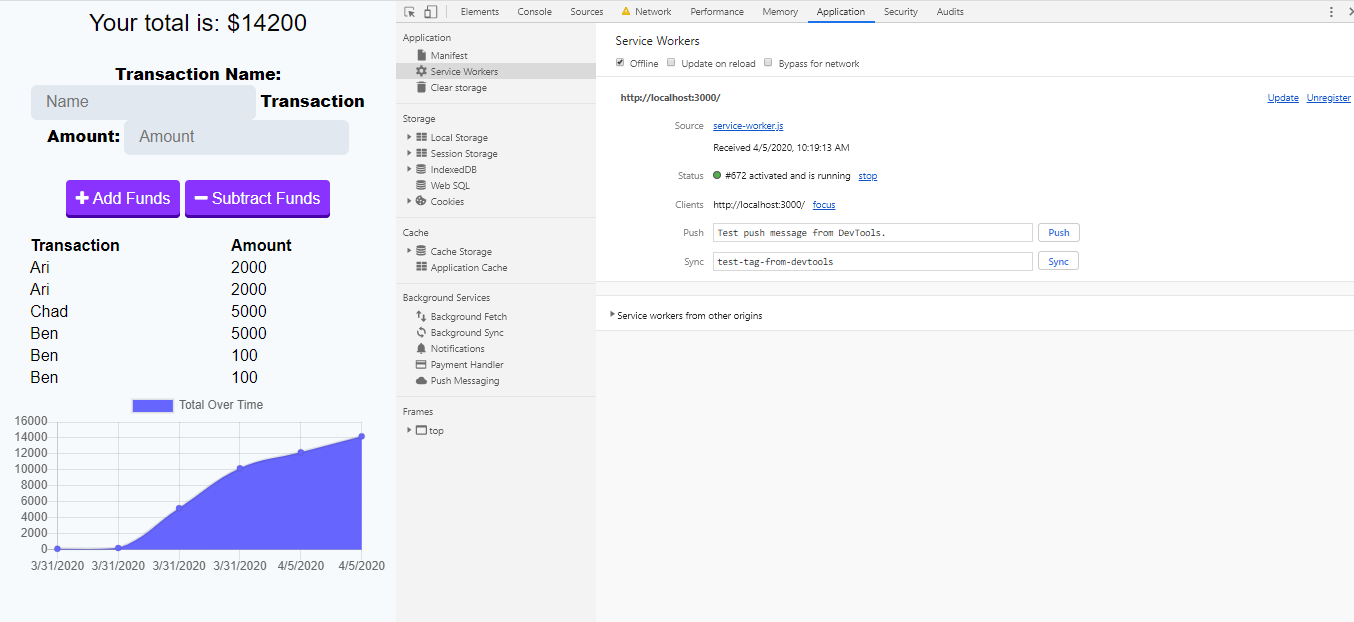 Your total is: $14200
Transaction Name:
Name Transaction
Amount: Amount
Add Funds Subtract Funds
Transaction Amount
Ari 2000
Ari 2000
Chad 5000
Ben 5000
Ben 100
Ben 100
Total Over Time
16000
14000
12000
10000
8000
6000
4000
2000
0
3/31/2020 3/31/2020 3/31/2020 3/31/2020 4/5/2020 4/5/2020
Elements Console Sources Network Performance Memory Application Security Audits
Application
Manifest
Service Workers
Clear storage
Storage
Local Storage
Session Storage
IndexedDB
Web SQL
Cookies
Cache
Cache Storage
Application Cache
Background Services
Background Fetch
Background Sync
Notifications
Payment Handler
Push Messaging
Frames
top
Service Workers
Offline Update on reload Bypass for network
http://localhost:3000/ Update Unregister
Source service-worker.js
Received 4/5/2020, 10:19:13 AM
Status #672 activated and is running stop
Clients http://localhost:3000/ focus
Push Test push message from DevTools. Push
Sync test-tag-from-devtools Sync
Service workers from other origins